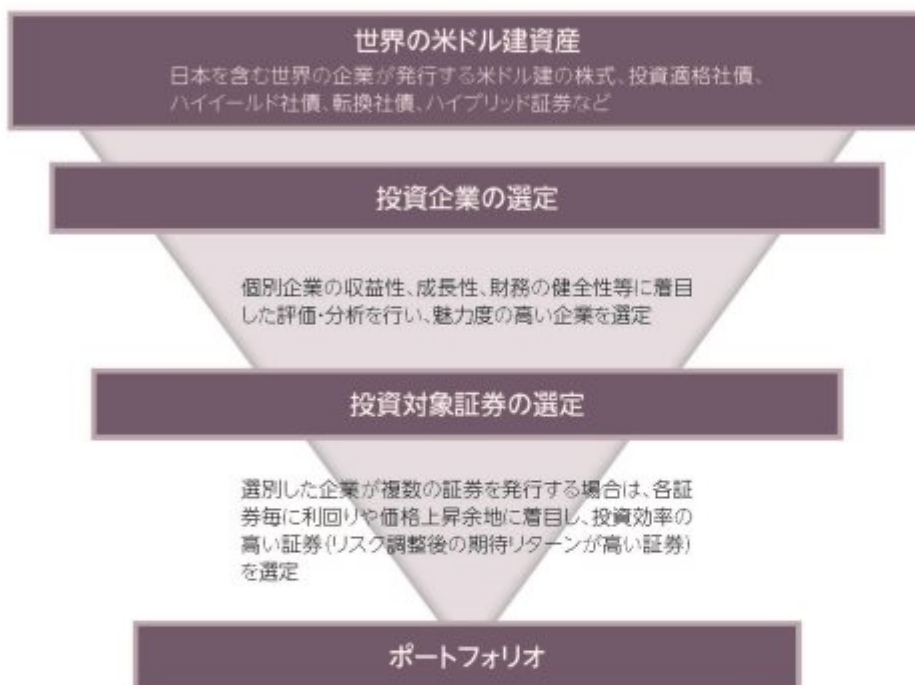 世界の米ドル建資産
日本を含む世界の企業が発行する米ドル建の株式、投資適格社債、
ハイイールド社債、転換社債、ハイブリッド証券など
投資企業の選定
個別企業の収益性、成長性、財務の健全性等に着目
した評価・分析を行い、魅力度の高い企業を選定
投資対象証券の選定
選別した企業が複数の証券を発行する場合は、各証
券毎に利回りや価格上昇余地に着目し、投資効率の
高い証券(リスク調整後の期待リターンが高い証券)
を選定
ポートフォリオ